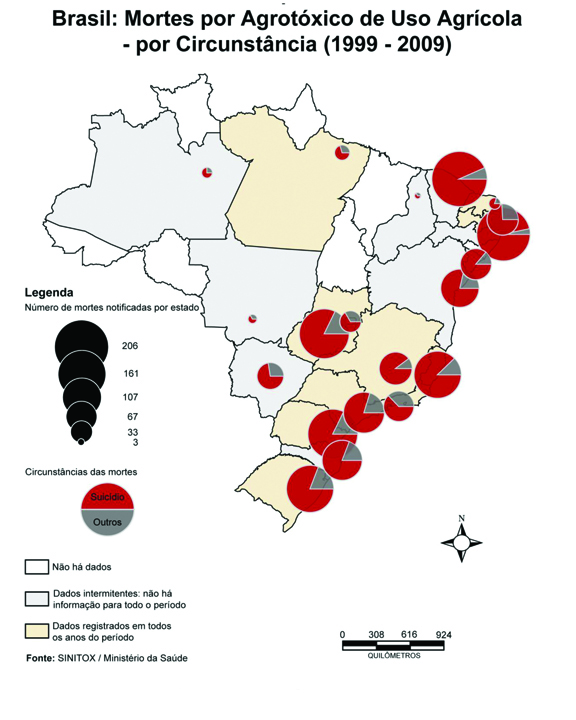 Brasil: Mortes por Agrotóxico de Uso Agrícola
- por Circunstância (1999 - 2009)
Legenda
Número de mortes notificadas por estado
206
161
107
67
33
3
Circunstâncias das mortes
Suicídio
Outros
Não há dados
Dados intermitentes: não há
informação para todo o período
Dados registrados em todos
os anos do período
Fonte: SINITOX / Ministério da Saúde
N
0 308 616 924
QUILÔMETROS